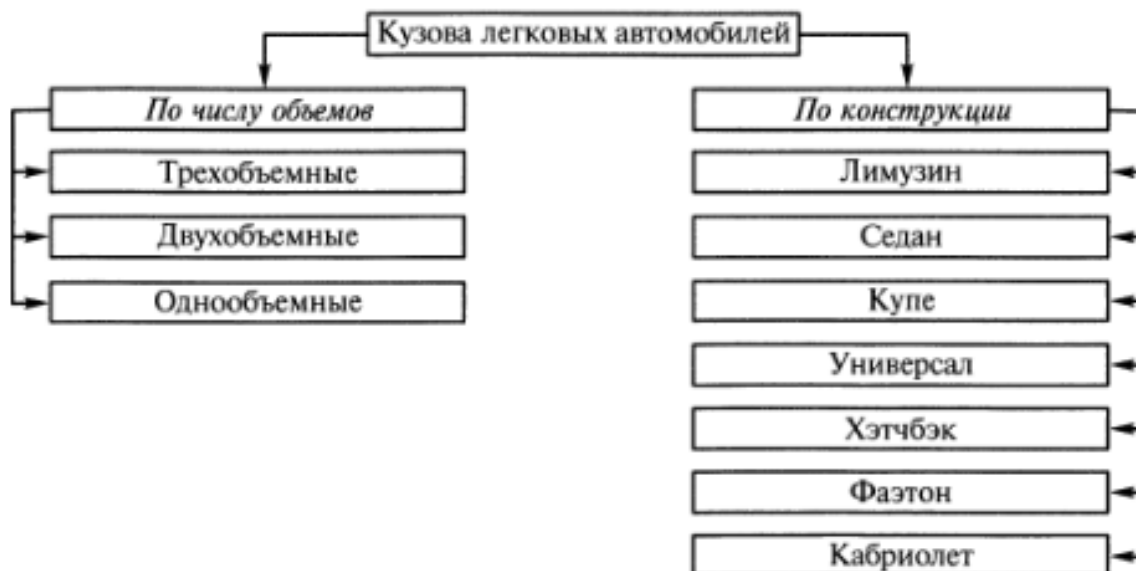 Кузова легковых автомобилей
По числу объемов
Трехобъемные
Двухобъемные
Однообъемные
По конструкции
Лимузин
Седан
Купе
Универсал
Хэтчбэк
Фаэтон
Кабриолет